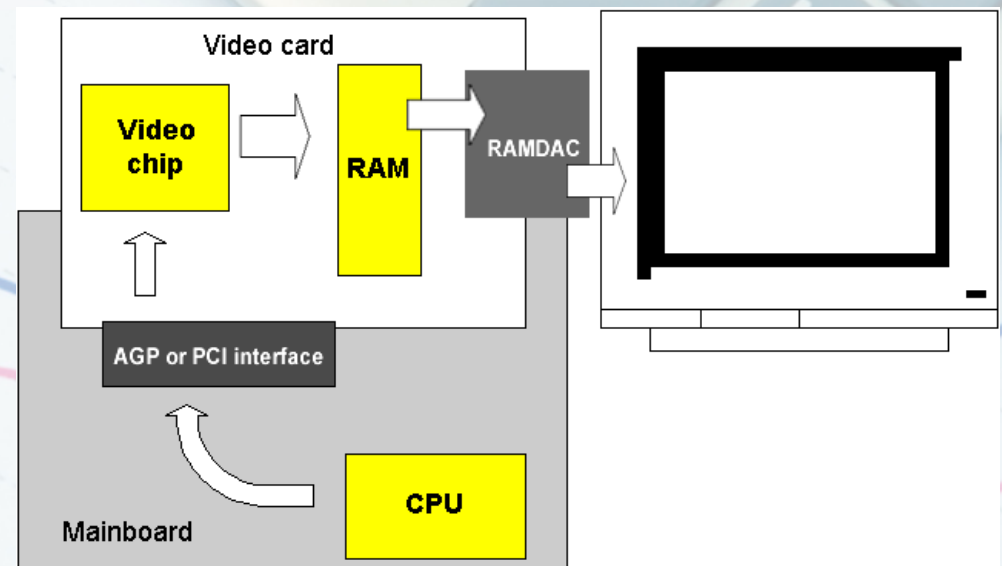 Video card
Video
chip
RAM
RAMDAC
AGP or PCI interface
CPU
Mainboard